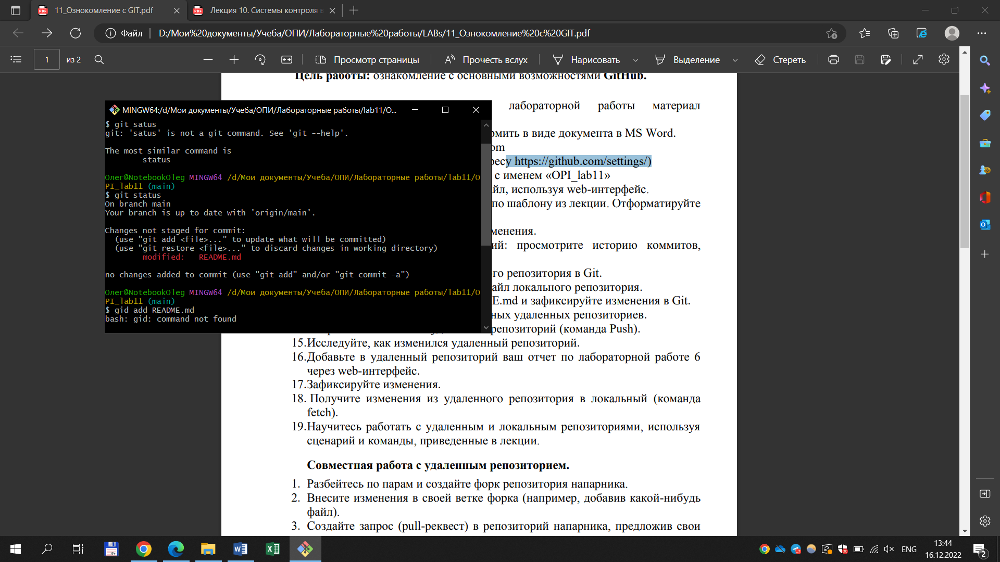 11_Ознокомление с GIT.pdf
Лекция 10. Системы контроля в
Файл
D:/Мои%20документы/Учеба/ОПИ/Лабораторные%20работы/LABs/11_Ознокомление%20с%20GIT.pdf
1
из 2
Просмотр страницы
Прочесть вслух
Нарисовать
Выделение
Стереть
Цель работы: ознакомление с основными возможностями GitHub.
лабораторной работы материал
рмить в виде документа в MS Word.
om
ресу https://github.com/settings/)
с именем «OPI_lab11»
йл, используя web-интерфейс.
по шаблону из лекции. Отформатируйте
менения.
ий: просмотрите историю коммитов,
го репозитория в Git.
айл локального репозитория.
E.md и зафиксируйте изменения в Git.
ных удаленных репозиториев.
репозиторий (команда Push).
MINGW64:/d/Мои документы/Учеба/ОПИ/Лабораторные работы/lab11/O...
$ git satus
git: 'satus' is not a git command. See 'git --help'.
The most similar command is
status
Олег@NotebookOleg MINGW64 /d/Мои документы/Учеба/ОПИ/Лабораторные работы/lab11/O
PI_lab11 (main)
$ git status
On branch main
Your branch is up to date with 'origin/main'.
Changes not staged for commit:
(use "git add <file>..." to update what will be committed)
(use "git restore <file>..." to discard changes in working directory)
modified: README.md
no changes added to commit (use "git add" and/or "git commit -a")
Олег@NotebookOleg MINGW64 /d/Мои документы/Учеба/ОПИ/Лабораторные работы/lab11/O
PI_lab11 (main)
$ gid add README.md
bash: gid: command not found
15.Исследуйте, как изменился удаленный репозиторий.
16.Добавьте в удаленный репозиторий ваш отчет по лабораторной работе 6
через web-интерфейс.
17.Зафиксируйте изменения.
18. Получите изменения из удаленного репозитория в локальный (команда
fetch).
19.Научитесь работать с удаленным и локальным репозиториями, используя
сценарий и команды, приведенные в лекции.
Совместная работа с удаленным репозиторием.
1. Разбейтесь по парам и создайте форк репозитория напарника.
2. Внесите изменения в своей ветке форка (например, добавив какой-нибудь
файл).
3. Создайте запрос (pull-реквест) в репозиторий напарника, предложив свои
ENG
13:44
16.12.2022
2